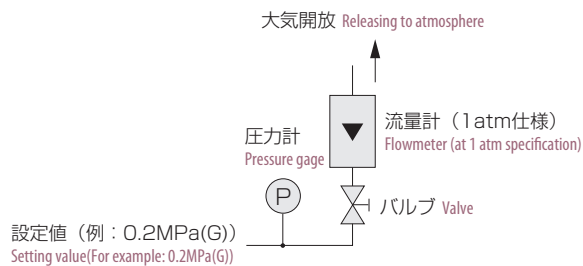 大気開放 Releasing to atmosphere
流量計（1atm仕様）
Flowmeter (at 1 atm specification)
圧力計
Pressure gage
P
バルブ Valve
設定値（例：0.2MPa(G)）
Setting value(For example: 0.2MPa(G))